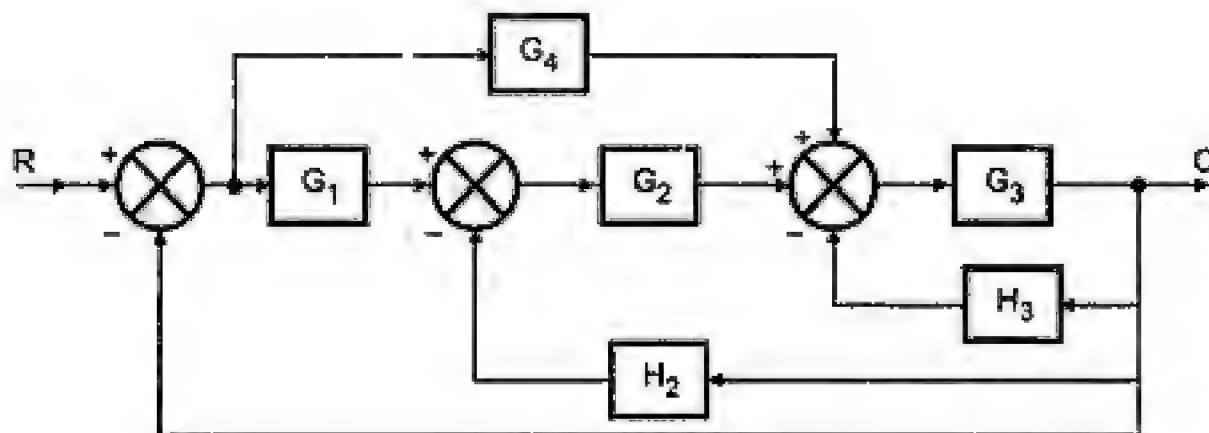 G₄
+
+
R + G₁ + G₂ + G₃ C
− − −
H₃
H₂